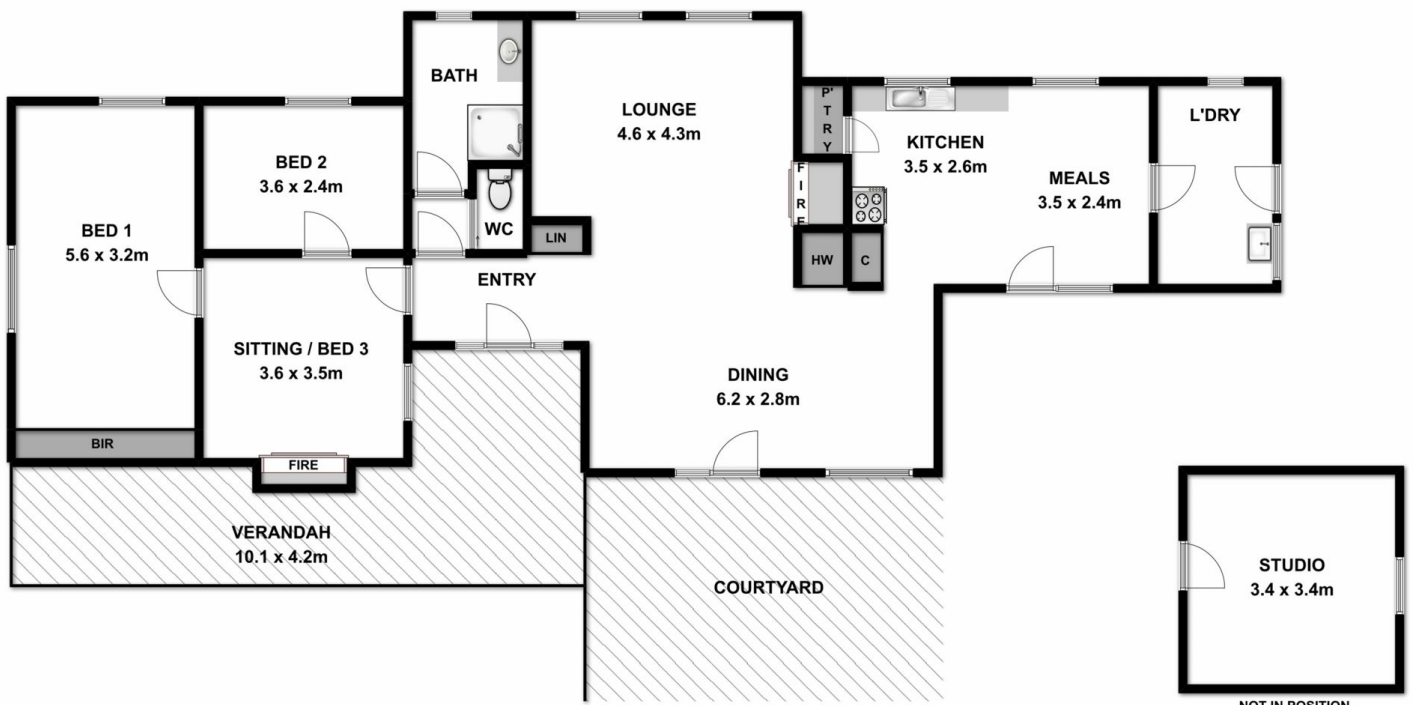 BATH
LOUNGE
4.6 x 4.3m
P'
T
R
Y
KITCHEN
3.5 x 2.6m
L'DRY
BED 2
3.6 x 2.4m
MEALS
3.5 x 2.4m
F
I
R
E
BED 1
5.6 x 3.2m
WC
LIN
HW
C
ENTRY
SITTING / BED 3
3.6 x 3.5m
DINING
6.2 x 2.8m
BIR
FIRE
VERANDAH
10.1 x 4.2m
COURTYARD
STUDIO
3.4 x 3.4m
NOT IN POSITION